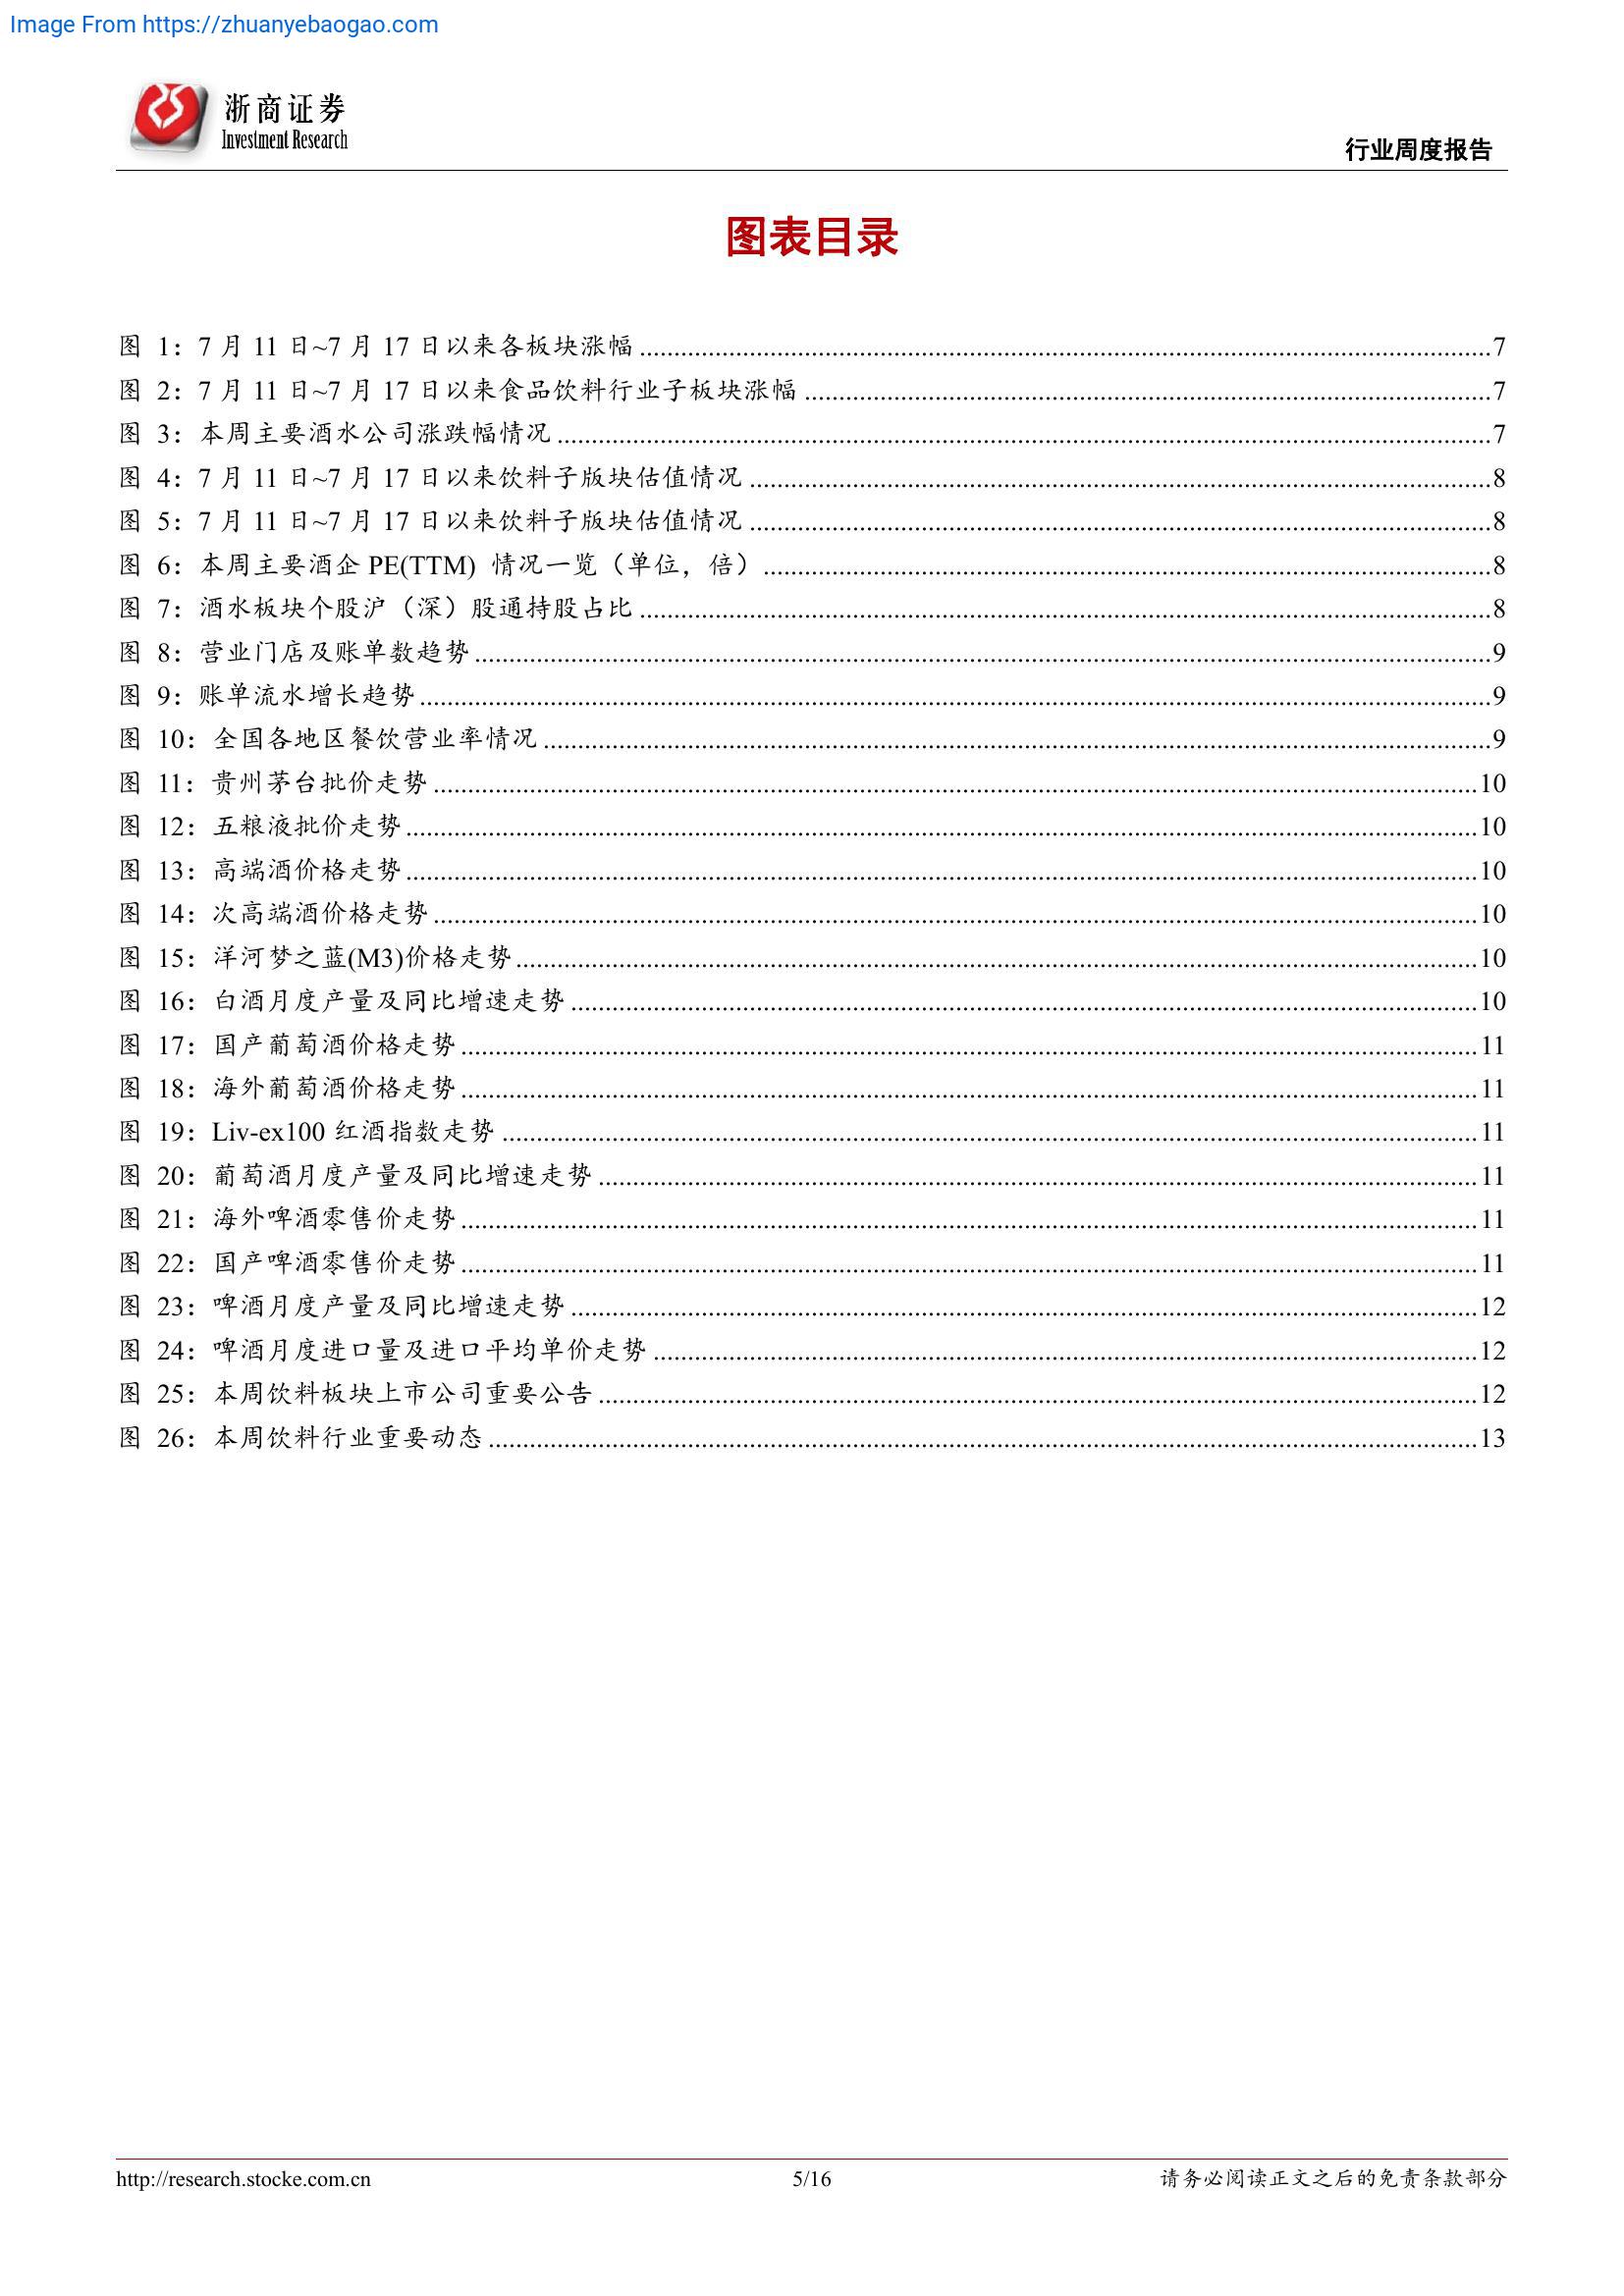 Image From https://zhuanyebaogao.com
浙商证券
Investment Research
行业周度报告
图表目录
图 1：7 月 11 日~7 月 17 日以来各板块涨幅 7
图 2：7 月 11 日~7 月 17 日以来食品饮料行业子板块涨幅 7
图 3：本周主要酒水公司涨跌幅情况 7
图 4：7 月 11 日~7 月 17 日以来饮料子版块估值情况 8
图 5：7 月 11 日~7 月 17 日以来饮料子版块估值情况 8
图 6：本周主要酒企 PE(TTM) 情况一览（单位，倍） 8
图 7：酒水板块个股沪（深）股通持股占比 8
图 8：营业门店及账单数趋势 9
图 9：账单流水增长趋势 9
图 10：全国各地区餐饮营业率情况 9
图 11：贵州茅台批价走势 10
图 12：五粮液批价走势 10
图 13：高端酒价格走势 10
图 14：次高端酒价格走势 10
图 15：洋河梦之蓝(M3)价格走势 10
图 16：白酒月度产量及同比增速走势 10
图 17：国产葡萄酒价格走势 11
图 18：海外葡萄酒价格走势 11
图 19：Liv-ex100 红酒指数走势 11
图 20：葡萄酒月度产量及同比增速走势 11
图 21：海外啤酒零售价走势 11
图 22：国产啤酒零售价走势 11
图 23：啤酒月度产量及同比增速走势 12
图 24：啤酒月度进口量及进口平均单价走势 12
图 25：本周饮料板块上市公司重要公告 12
图 26：本周饮料行业重要动态 13
http://research.stocke.com.cn 5/16 请务必阅读正文之后的免责条款部分